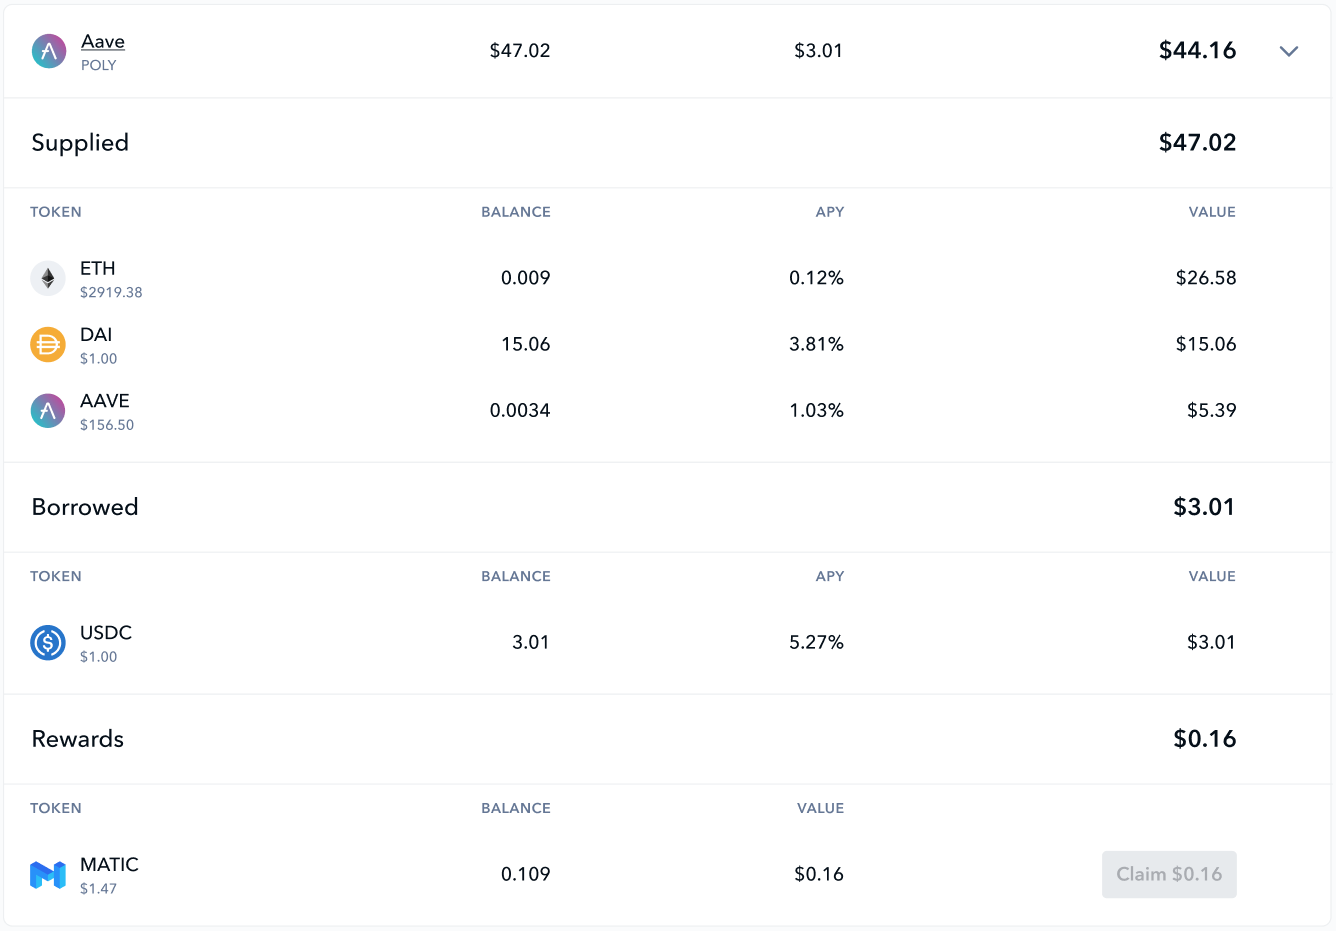 Aave $47.02 $3.01 $44.16
POLY
Supplied $47.02
TOKEN BALANCE APY VALUE
ETH 0.009 0.12% $26.58
$2919.38
DAI 15.06 3.81% $15.06
$1.00
AAVE 0.0034 1.03% $5.39
$156.50
Borrowed $3.01
TOKEN BALANCE APY VALUE
USDC 3.01 5.27% $3.01
$1.00
Rewards $0.16
TOKEN BALANCE VALUE
MATIC 0.109 $0.16 Claim $0.16
$1.47